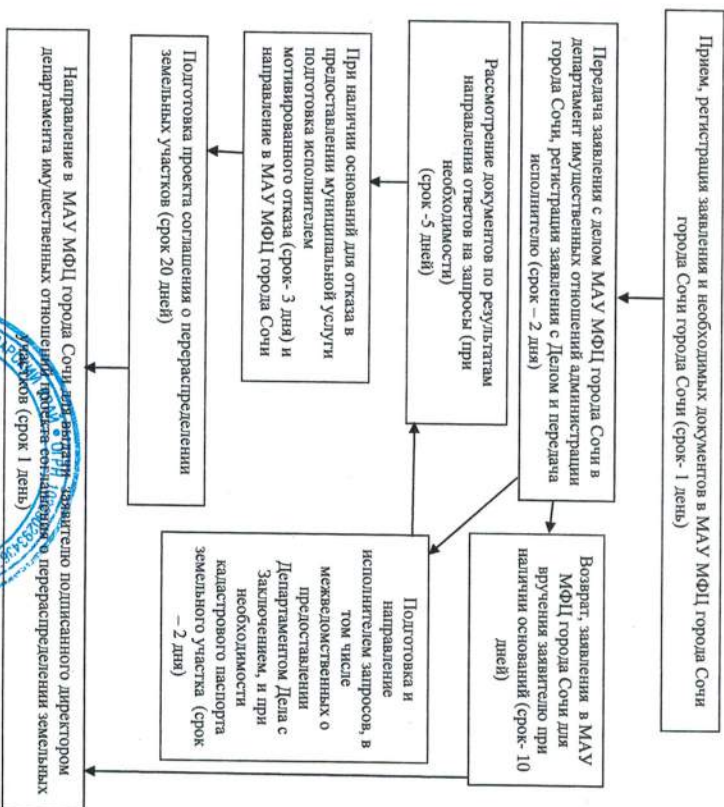 Прием, регистрация заявления и необходимых документов в МАУ МФЦ города Сочи
города Сочи города Сочи (срок- 1 день)
Передача заявления с делом МАУ МФЦ города Сочи в
департамент имущественных отношений администрации
города Сочи, регистрация заявления с Делом и передача
исполнителю (срок – 2 дня)
Возврат, заявления в МАУ
МФЦ города Сочи для
вручения заявителю при
наличии оснований (срок- 10
дней)
Рассмотрение документов по результатам
направления ответов на запросы (при
необходимости)
(срок -5 дней)
Подготовка и
направление
исполнителем запросов, в
том числе
межведомственных о
предоставлении
Департаментом Дела с
Заключением, и при
необходимости
кадастрового паспорта
земельного участка (срок
– 2 дня)
При наличии оснований для отказа в
предоставлении муниципальной услуги
подготовка исполнителем
мотивированного отказа (срок- 3 дня) и
направление в МАУ МФЦ города Сочи
Подготовка проекта соглашения о перераспределении
земельных участков (срок 20 дней)
Направление в МАУ МФЦ города Сочи для выдачи заявителю подписанного директором
департамента имущественных отношений проекта соглашения о перераспределении земельных
участков (срок 1 день)